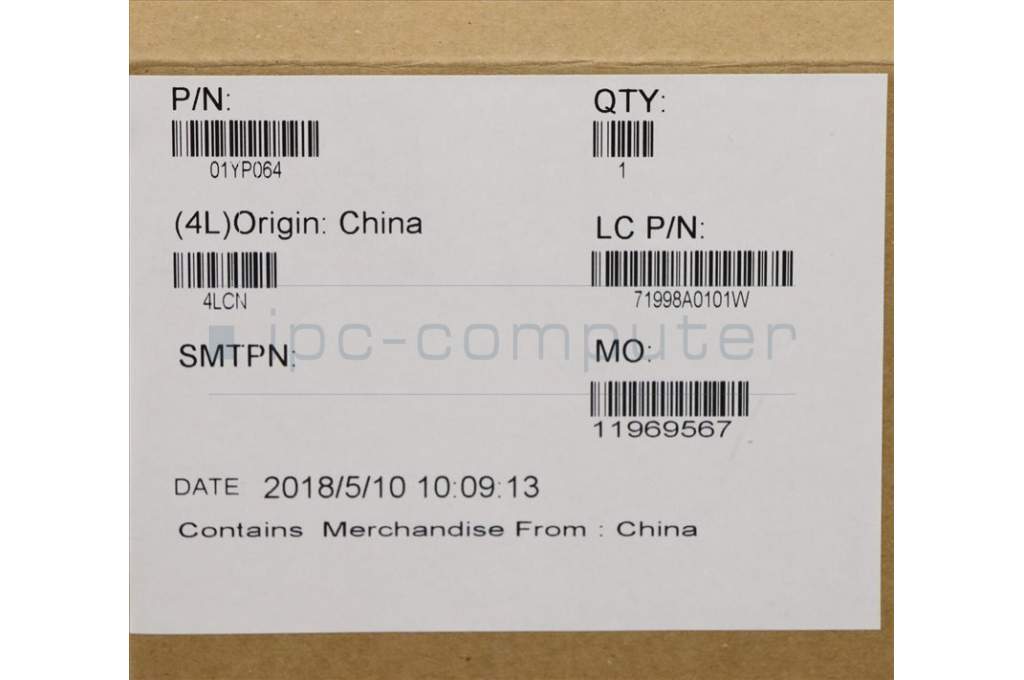 P/N:
QTY:
01YP064
1
(4L)Origin: China
LC P/N:
4LCN
71998A0101W
ipc-computer
SMTPN:
MO:
11969567
DATE 2018/5/10 10:09:13
Contains Merchandise From : China